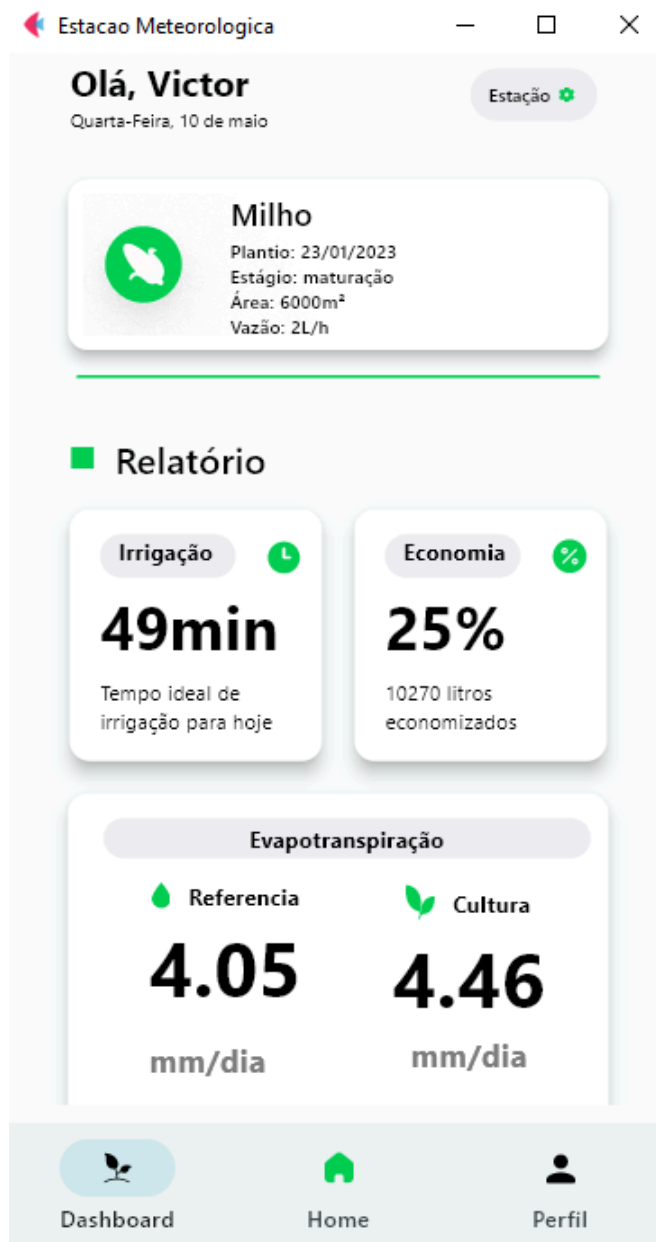 Estacao Meteorologica
Olá, Victor
Quarta-Feira, 10 de maio
Estação
Milho
Plantio: 23/01/2023
Estágio: maturação
Área: 6000m²
Vazão: 2L/h
Relatório
Irrigação
49min
Tempo ideal de
irrigação para hoje
Economia
25%
10270 litros
economizados
Evapotranspiração
Referencia
4.05
mm/dia
Cultura
4.46
mm/dia
Dashboard
Home
Perfil